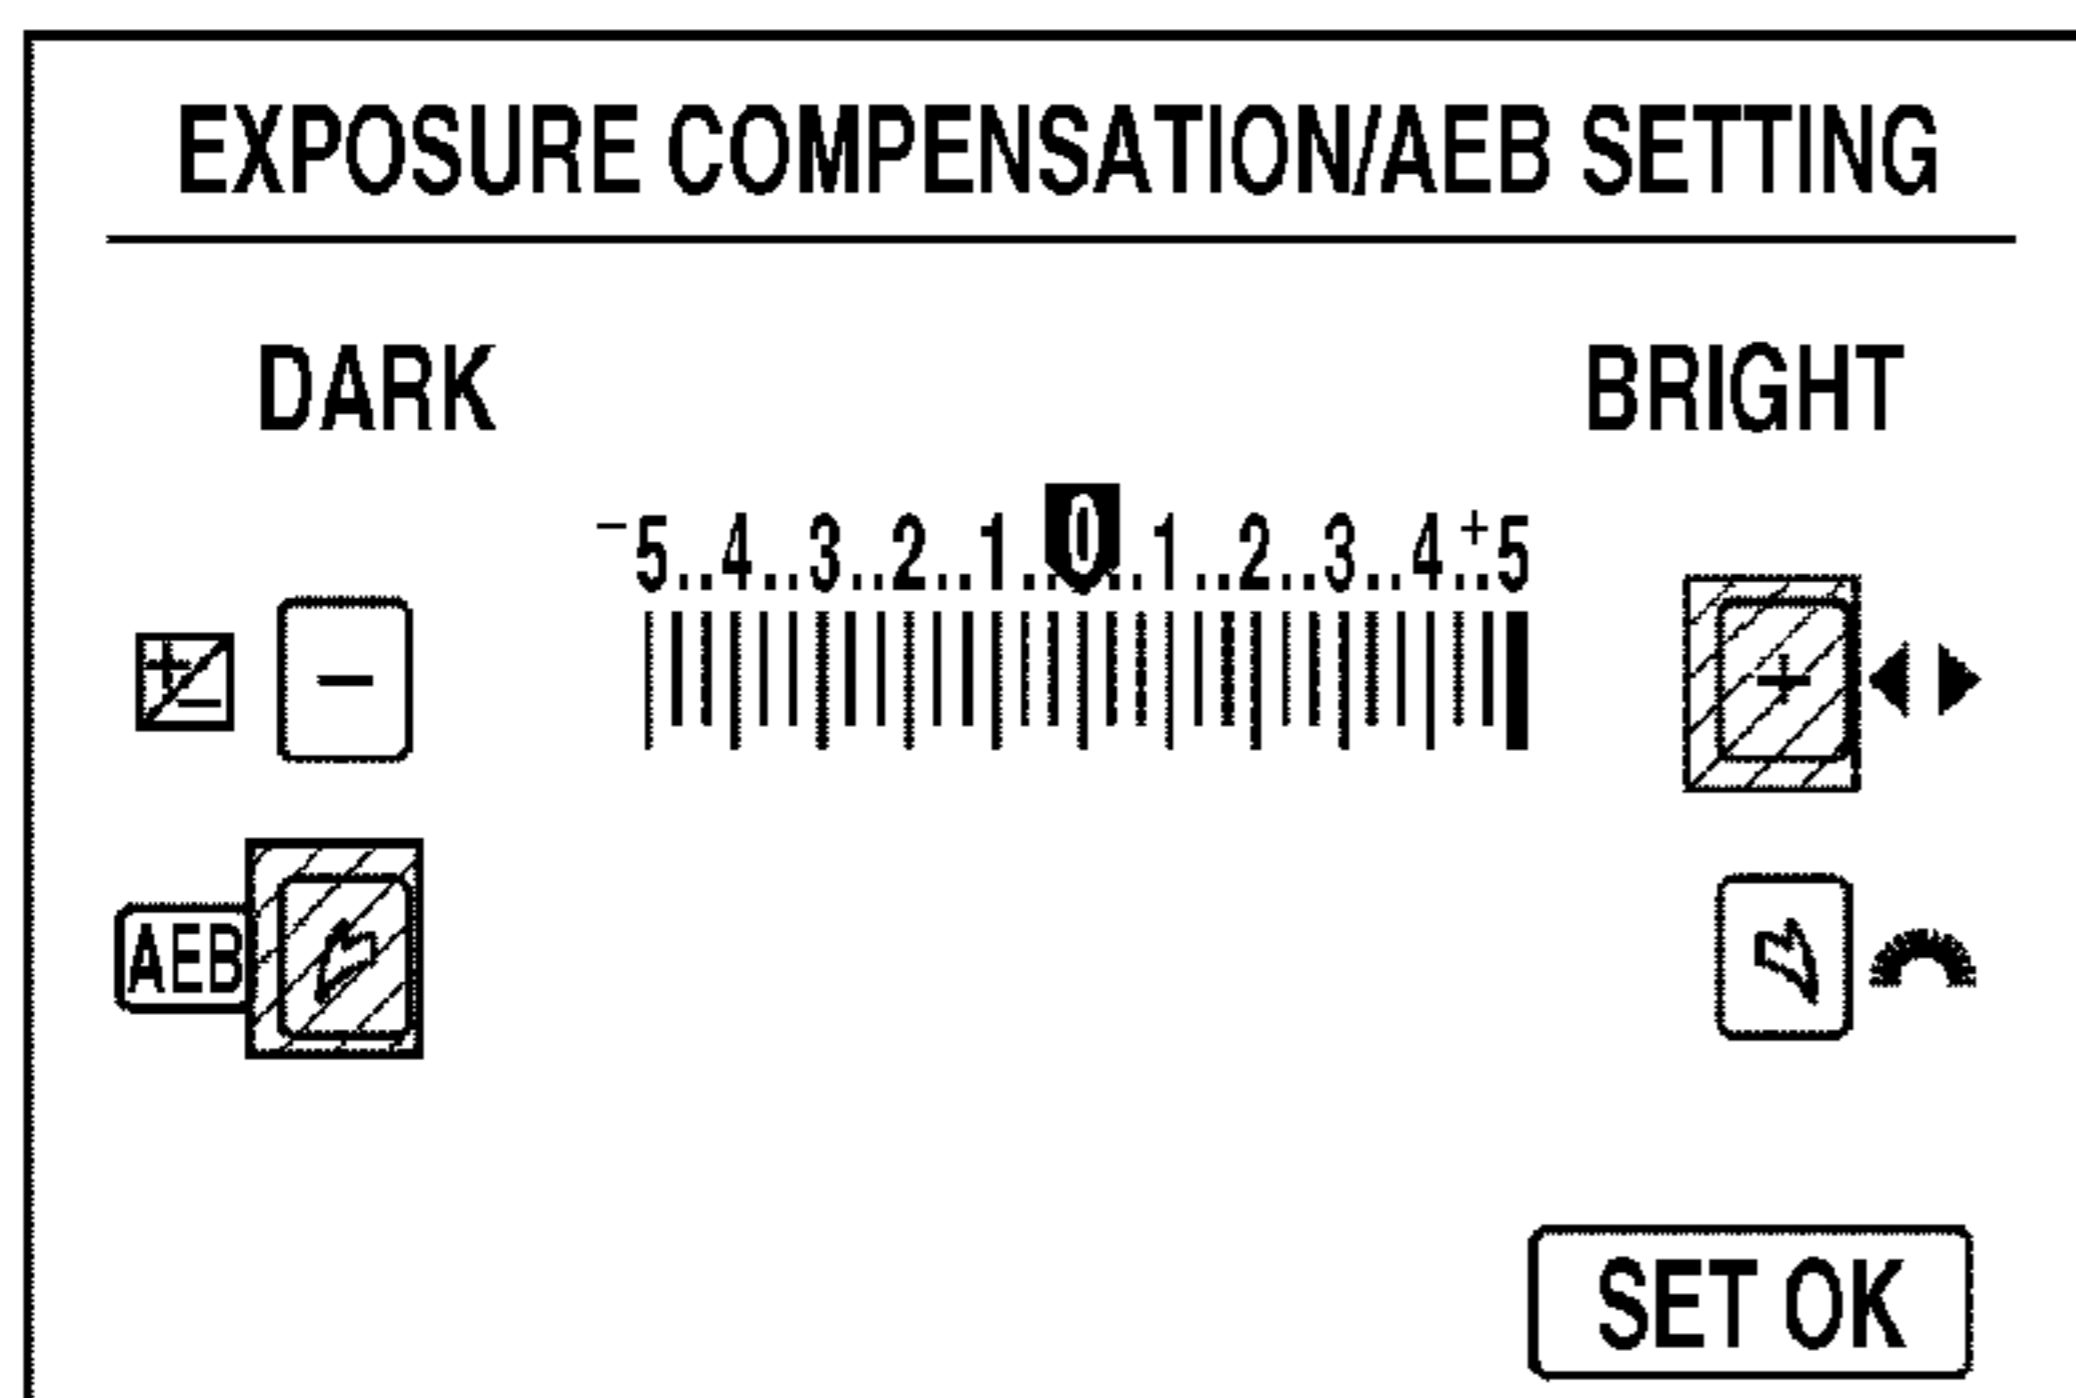 EXPOSURE COMPENSATION/AEB SETTING
DARK BRIGHT
−5..4..3..2..1..0..1..2..3..4..+5
+− − +
AEB
SET OK